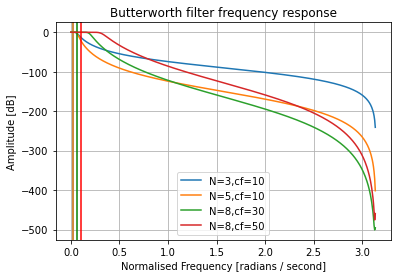 Butterworth filter frequency response
Amplitude [dB]
0
−100
−200
−300
−400
−500
N=3,cf=10
N=5,cf=10
N=8,cf=30
N=8,cf=50
0.0 0.5 1.0 1.5 2.0 2.5 3.0
Normalised Frequency [radians / second]